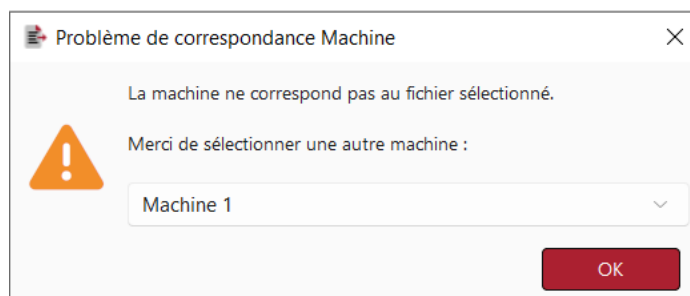 Problème de correspondance Machine
La machine ne correspond pas au fichier sélectionné.
Merci de sélectionner une autre machine :
Machine 1
OK